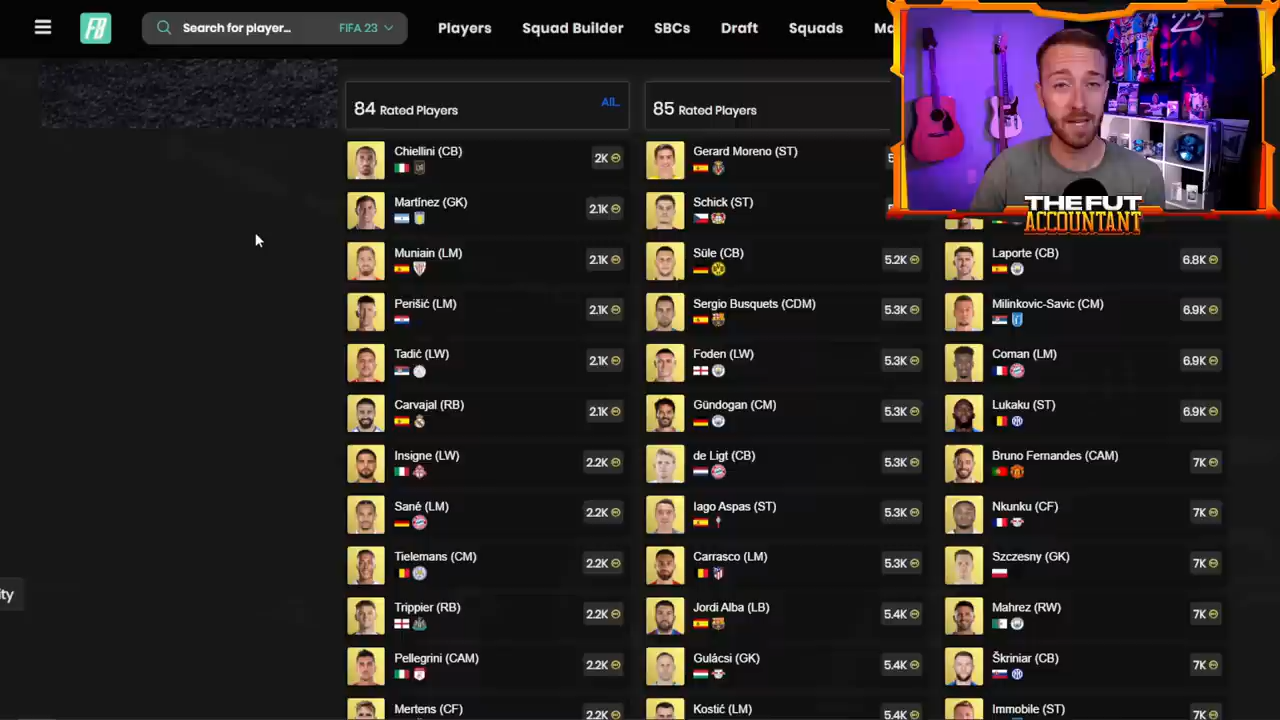 FB
Search for player...
FIFA 23
Players
Squad Builder
SBCs
Draft
Squads
THE FUT
ACCOUNTANT
84 Rated Players
All..
Chiellini (CB)
2K
Martínez (GK)
2.1K
Muniain (LM)
2.1K
Perišić (LM)
2.1K
Tadić (LW)
2.1K
Carvajal (RB)
2.1K
Insigne (LW)
2.2K
Sané (LM)
2.2K
Tielemans (CM)
2.2K
Trippier (RB)
2.2K
Pellegrini (CAM)
2.2K
Mertens (CF)
2.2K
85 Rated Players
Gerard Moreno (ST)
Schick (ST)
Süle (CB)
5.2K
Sergio Busquets (CDM)
5.3K
Foden (LW)
5.3K
Gündogan (CM)
5.3K
de Ligt (CB)
5.3K
Iago Aspas (ST)
5.3K
Carrasco (LM)
5.3K
Jordi Alba (LB)
5.4K
Gulácsi (GK)
5.4K
Kostić (LM)
5.4K
Laporte (CB)
6.8K
Milinkovic-Savic (CM)
6.9K
Coman (LM)
6.9K
Lukaku (ST)
6.9K
Bruno Fernandes (CAM)
7K
Nkunku (CF)
7K
Szczesny (GK)
7K
Mahrez (RW)
7K
Škriniar (CB)
7K
Immobile (ST)
7K
ity